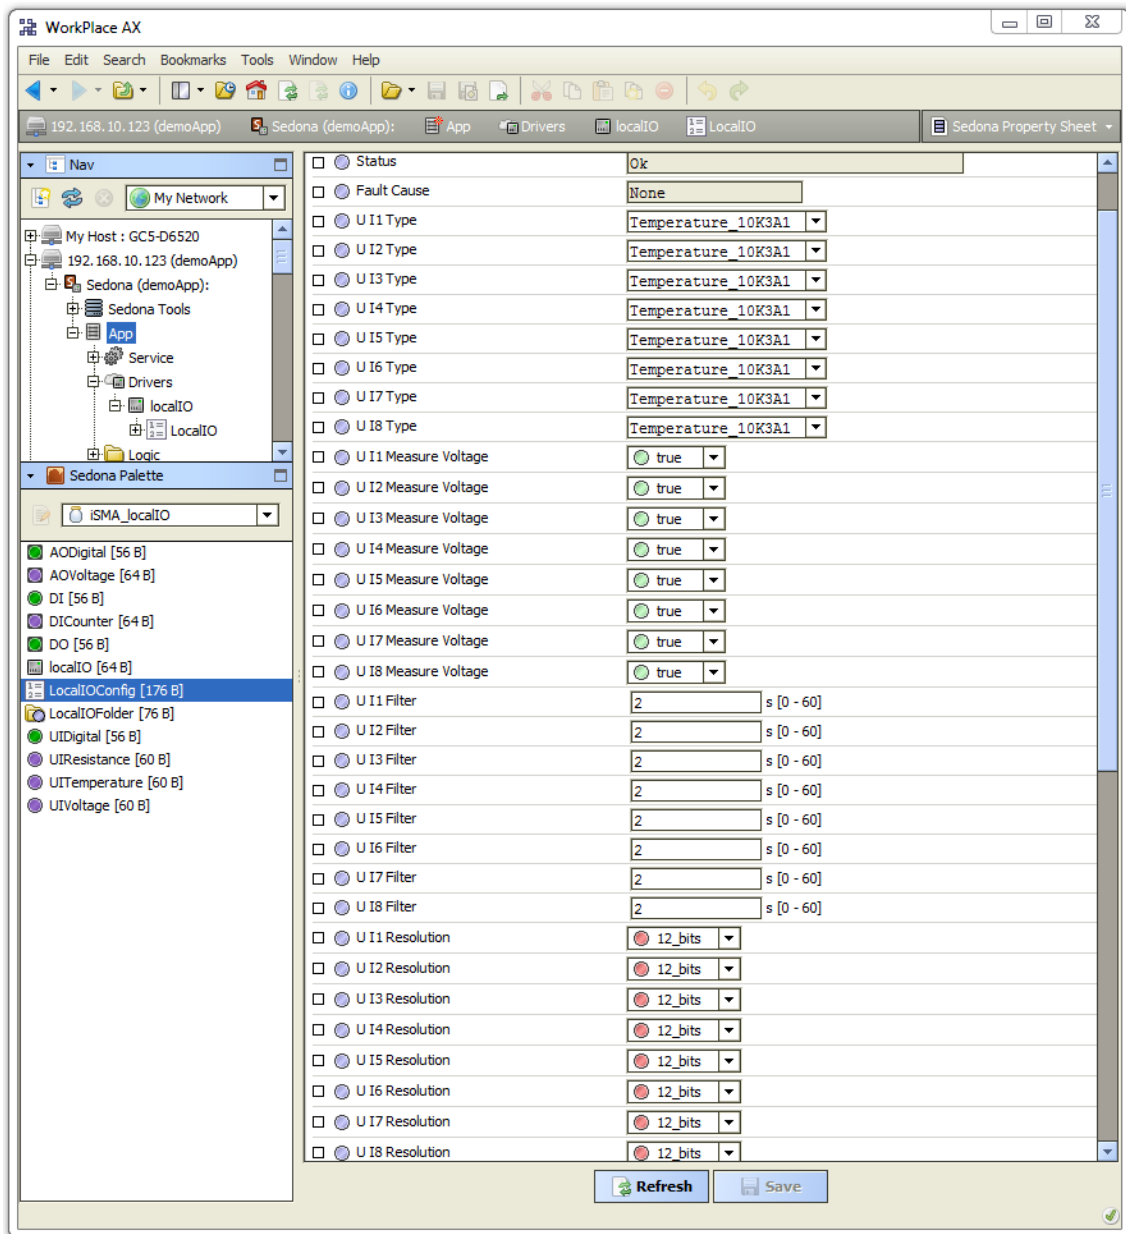 WorkPlace AX
File Edit Search Bookmarks Tools Window Help
192.168.10.123 (demoApp) Sedona (demoApp): App Drivers localIO LocalIO Sedona Property Sheet
Nav
My Network
My Host : GC5-D6520
192.168.10.123 (demoApp)
Sedona (demoApp):
Sedona Tools
App
Service
Drivers
localIO
LocalIO
Logic
Sedona Palette
iSMA_localIO
AODigital [56 B]
AOVoltage [64 B]
DI [56 B]
DICounter [64 B]
DO [56 B]
localIO [64 B]
LocalIOConfig [176 B]
LocalIOFolder [76 B]
UIDigital [56 B]
UIResistance [60 B]
UITemperature [60 B]
UIVoltage [60 B]
Status Ok
Fault Cause None
U I1 Type Temperature_10K3A1
U I2 Type Temperature_10K3A1
U I3 Type Temperature_10K3A1
U I4 Type Temperature_10K3A1
U I5 Type Temperature_10K3A1
U I6 Type Temperature_10K3A1
U I7 Type Temperature_10K3A1
U I8 Type Temperature_10K3A1
U I1 Measure Voltage true
U I2 Measure Voltage true
U I3 Measure Voltage true
U I4 Measure Voltage true
U I5 Measure Voltage true
U I6 Measure Voltage true
U I7 Measure Voltage true
U I8 Measure Voltage true
U I1 Filter 2 s [0 - 60]
U I2 Filter 2 s [0 - 60]
U I3 Filter 2 s [0 - 60]
U I4 Filter 2 s [0 - 60]
U I5 Filter 2 s [0 - 60]
U I6 Filter 2 s [0 - 60]
U I7 Filter 2 s [0 - 60]
U I8 Filter 2 s [0 - 60]
U I1 Resolution 12_bits
U I2 Resolution 12_bits
U I3 Resolution 12_bits
U I4 Resolution 12_bits
U I5 Resolution 12_bits
U I6 Resolution 12_bits
U I7 Resolution 12_bits
U I8 Resolution 12_bits
Refresh Save